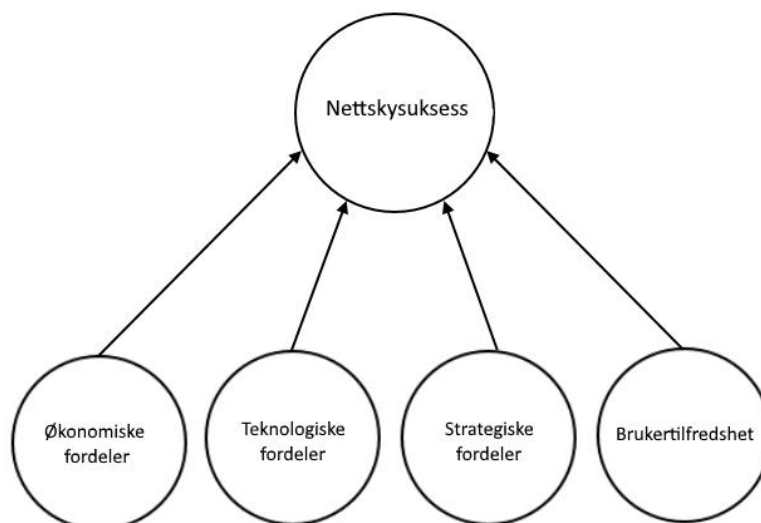 Nettskysuksess
Økonomiske
fordeler
Teknologiske
fordeler
Strategiske
fordeler
Brukertilfredshet